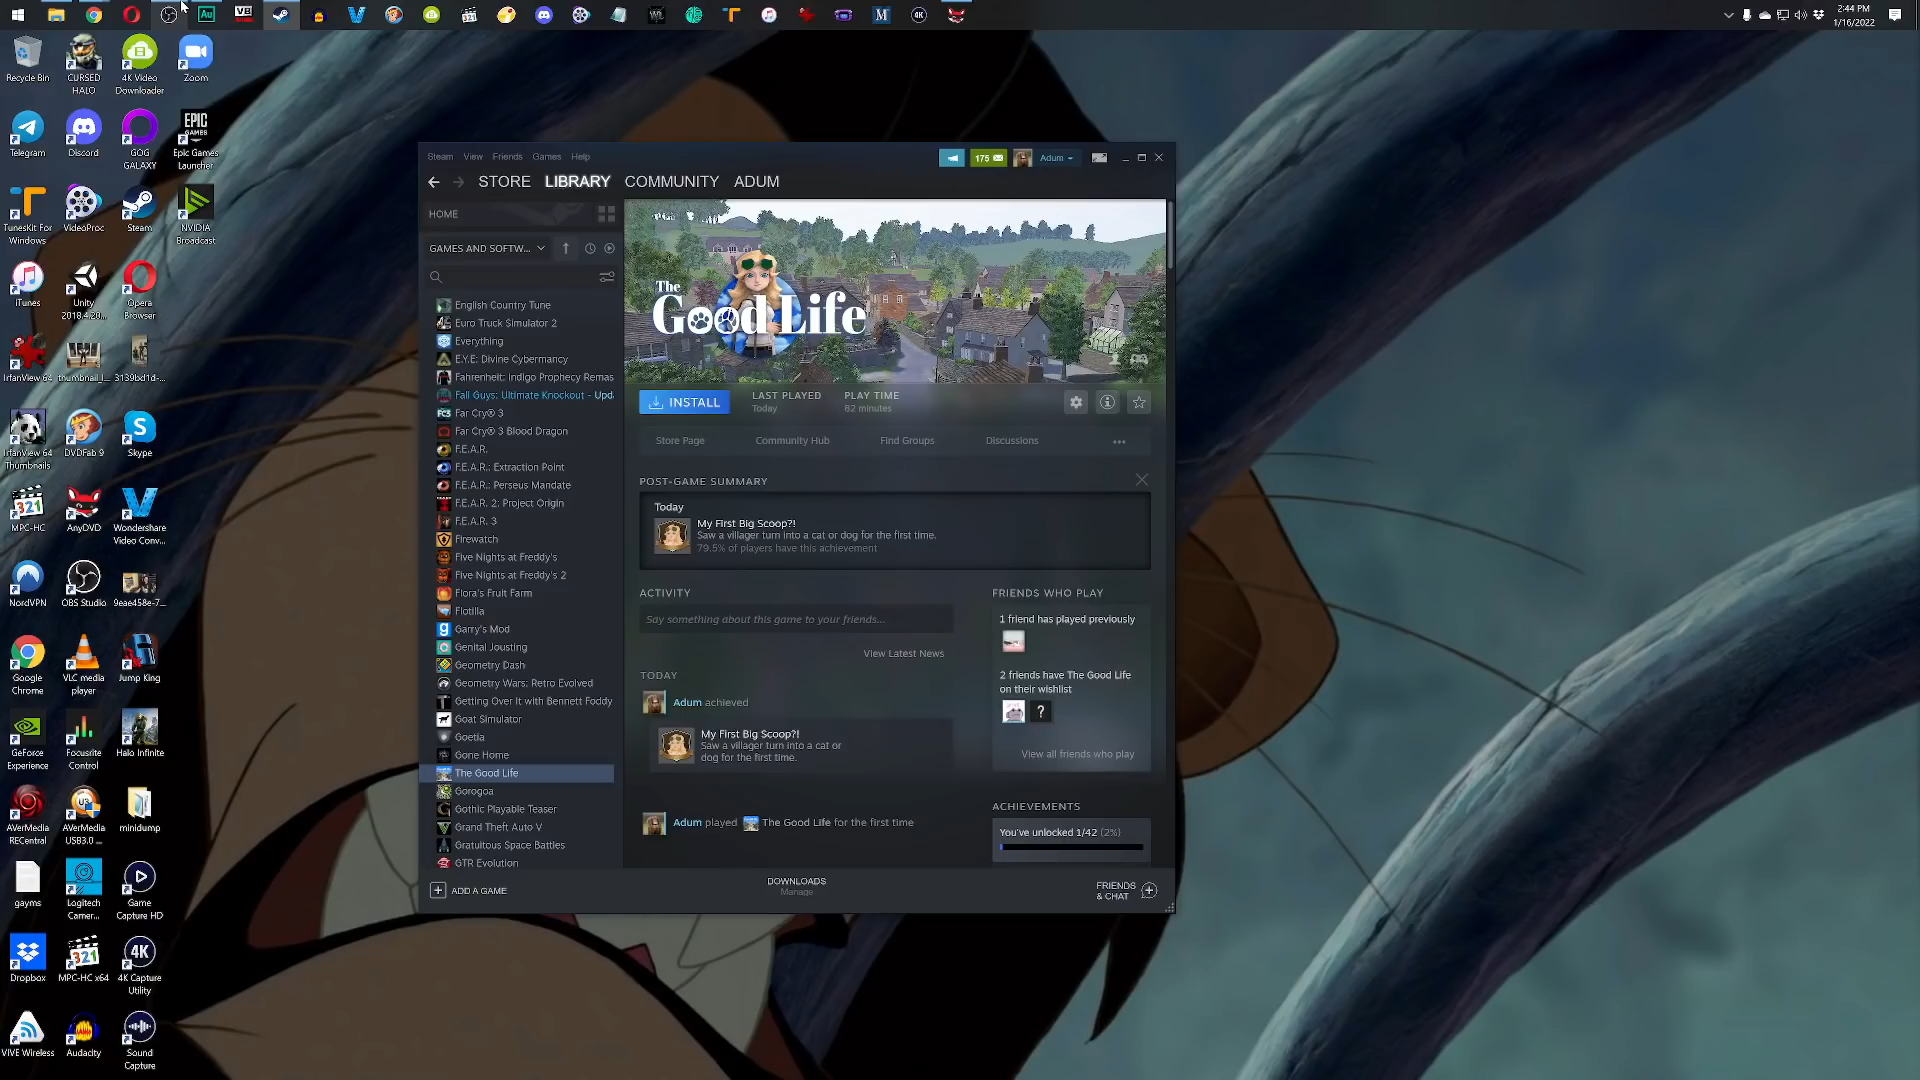 2:44 PM
1/16/2022
Recycle Bin
CURSED HALO
4K Video Downloader
Zoom
Telegram
Discord
GOG GALAXY
Epic Games Launcher
TunesKit For Windows
VideoProc
Steam
NVIDIA Broadcast
iTunes
Unity 2018.4.20...
Opera Browser
IrfanView 64
thumbnail_I...
3139bd1d-...
IrfanView 64 Thumbnails
DVDFab 9
Skype
MPC-HC
AnyDVD
Wondershare Video Conv...
NordVPN
OBS Studio
9eae458e-7...
Google Chrome
VLC media player
Jump King
GeForce Experience
Focusrite Control
Halo Infinite
AVerMedia RECentral
AVerMedia USB3.0 ...
minidump
gayms
Logitech Camer...
Game Capture HD
Dropbox
MPC-HC x64
4K Capture Utility
VIVE Wireless
Audacity
Sound Capture
Steam View Friends Games Help
175
Adum
STORE LIBRARY COMMUNITY ADUM
HOME
GAMES AND SOFTW...
English Country Tune
Euro Truck Simulator 2
Everything
E.Y.E: Divine Cybermancy
Fahrenheit: Indigo Prophecy Remas
Fall Guys: Ultimate Knockout - Upda
Far Cry® 3
Far Cry® 3 Blood Dragon
F.E.A.R.
F.E.A.R.: Extraction Point
F.E.A.R.: Perseus Mandate
F.E.A.R. 2: Project Origin
F.E.A.R. 3
Firewatch
Five Nights at Freddy's
Five Nights at Freddy's 2
Flora's Fruit Farm
Flotilla
Garry's Mod
Genital Jousting
Geometry Dash
Geometry Wars: Retro Evolved
Getting Over It with Bennett Foddy
Goat Simulator
Goetia
Gone Home
The Good Life
Gorogoa
Gothic Playable Teaser
Grand Theft Auto V
Gratuitous Space Battles
GTR Evolution
ADD A GAME
The
Good Life
INSTALL
LAST PLAYED
Today
PLAY TIME
82 minutes
Store Page Community Hub Find Groups Discussions ...
POST-GAME SUMMARY
Today
My First Big Scoop?!
Saw a villager turn into a cat or dog for the first time.
79.5% of players have this achievement
ACTIVITY
Say something about this game to your friends...
View Latest News
TODAY
Adum achieved
My First Big Scoop?!
Saw a villager turn into a cat or
dog for the first time.
Adum played The Good Life for the first time
FRIENDS WHO PLAY
1 friend has played previously
2 friends have The Good Life
on their wishlist
?
View all friends who play
ACHIEVEMENTS
You've unlocked 1/42 (2%)
DOWNLOADS
Manage
FRIENDS
& CHAT